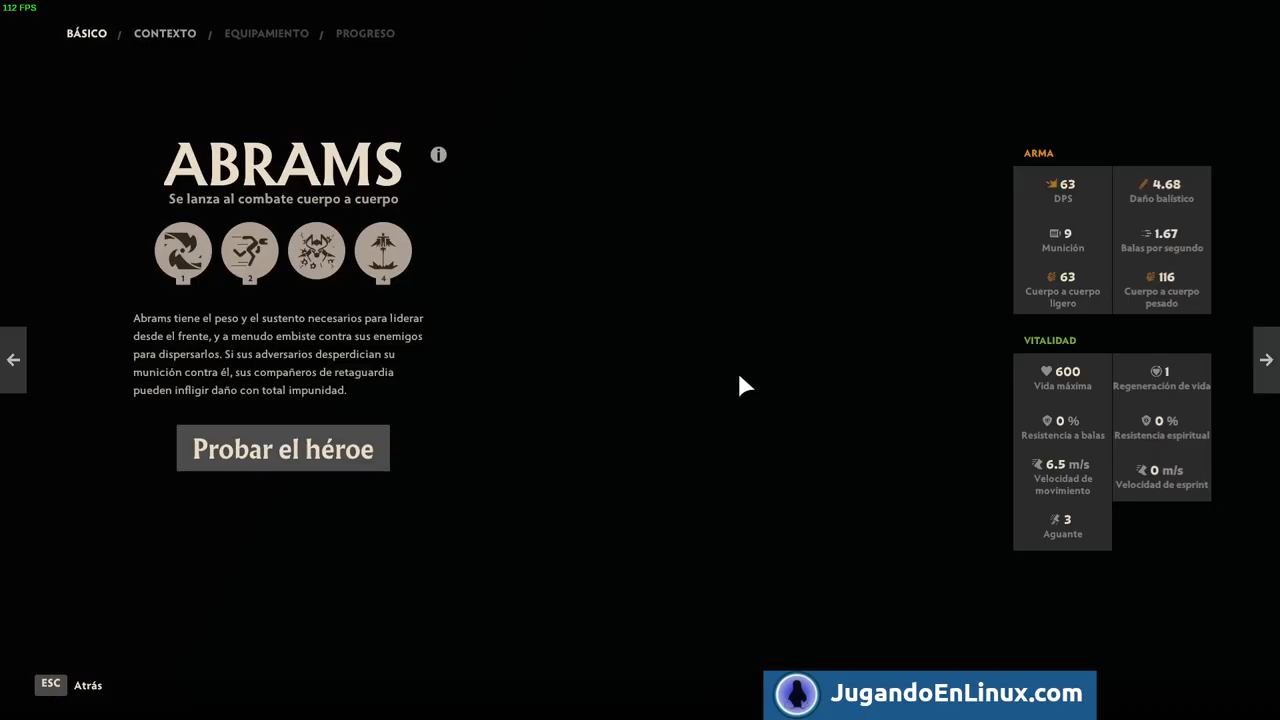 112 FPS
BÁSICO / CONTEXTO / EQUIPAMIENTO / PROGRESO
ABRAMS
i
Se lanza al combate cuerpo a cuerpo
1
2
4
Abrams tiene el peso y el sustento necesarios para liderar
desde el frente, y a menudo embiste contra sus enemigos
para dispersarlos. Si sus adversarios desperdician su
munición contra él, sus compañeros de retaguardia
pueden infligir daño con total impunidad.
Probar el héroe
ARMA
63
DPS
4.68
Daño balístico
9
Munición
1.67
Balas por segundo
63
Cuerpo a cuerpo
ligero
116
Cuerpo a cuerpo
pesado
VITALIDAD
600
Vida máxima
1
Regeneración de vida
0 %
Resistencia a balas
0 %
Resistencia espiritual
6.5 m/s
Velocidad de
movimiento
0 m/s
Velocidad de esprint
3
Aguante
ESC Atrás
JugandoEnLinux.com